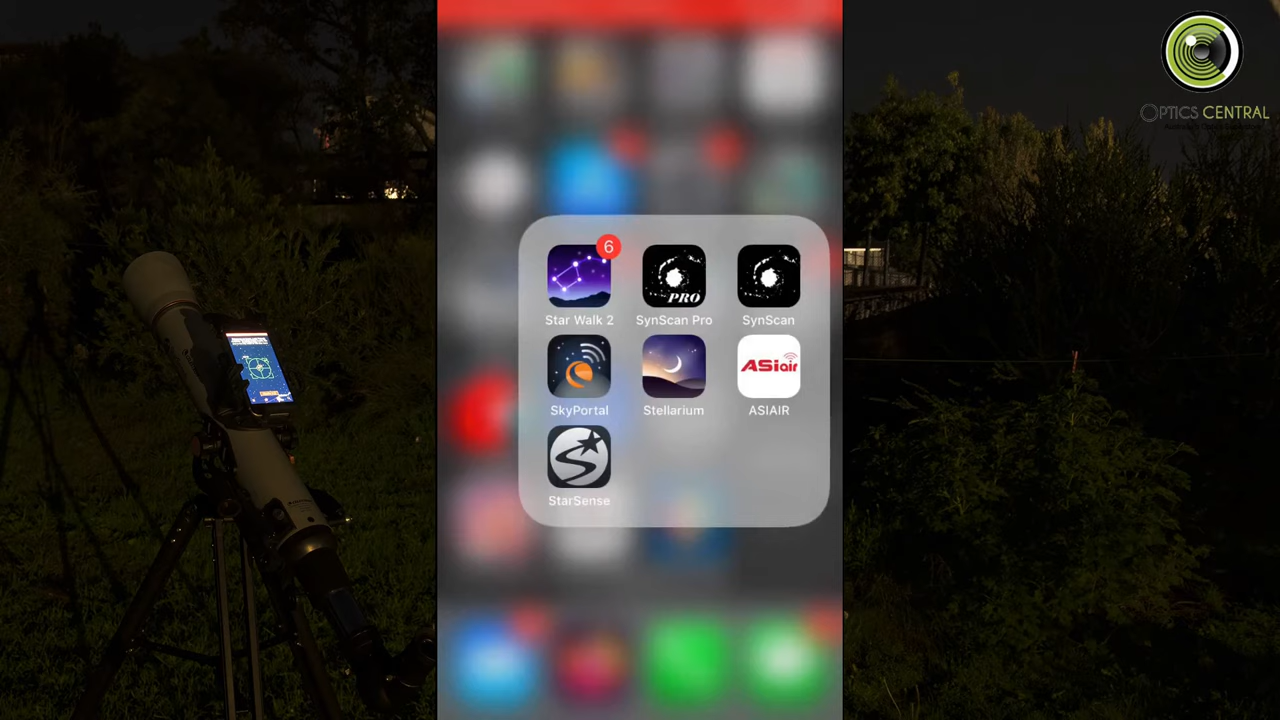 OPTICS CENTRAL
6
Star Walk 2
PRO
SynScan Pro
SynScan
SkyPortal
Stellarium
ASiair
ASIAIR
StarSense